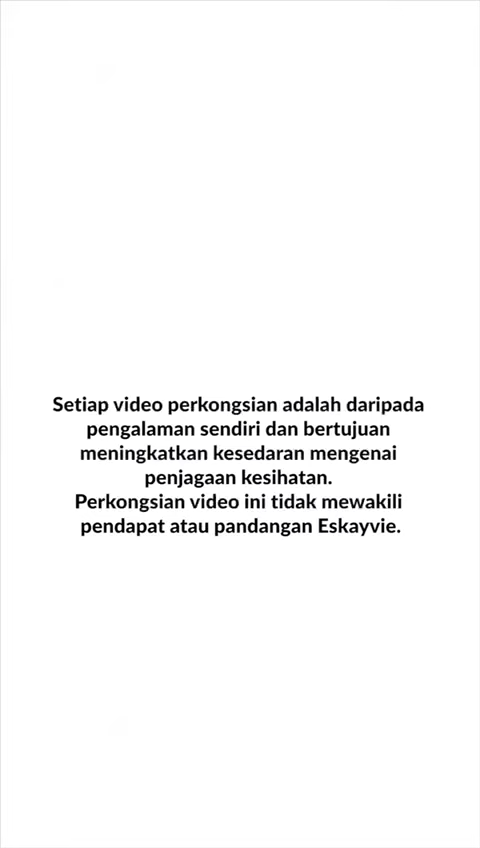 Setiap video perkongsian adalah daripada
pengalaman sendiri dan bertujuan
meningkatkan kesedaran mengenai
penjagaan kesihatan.
Perkongsian video ini tidak mewakili
pendapat atau pandangan Eskayvie.